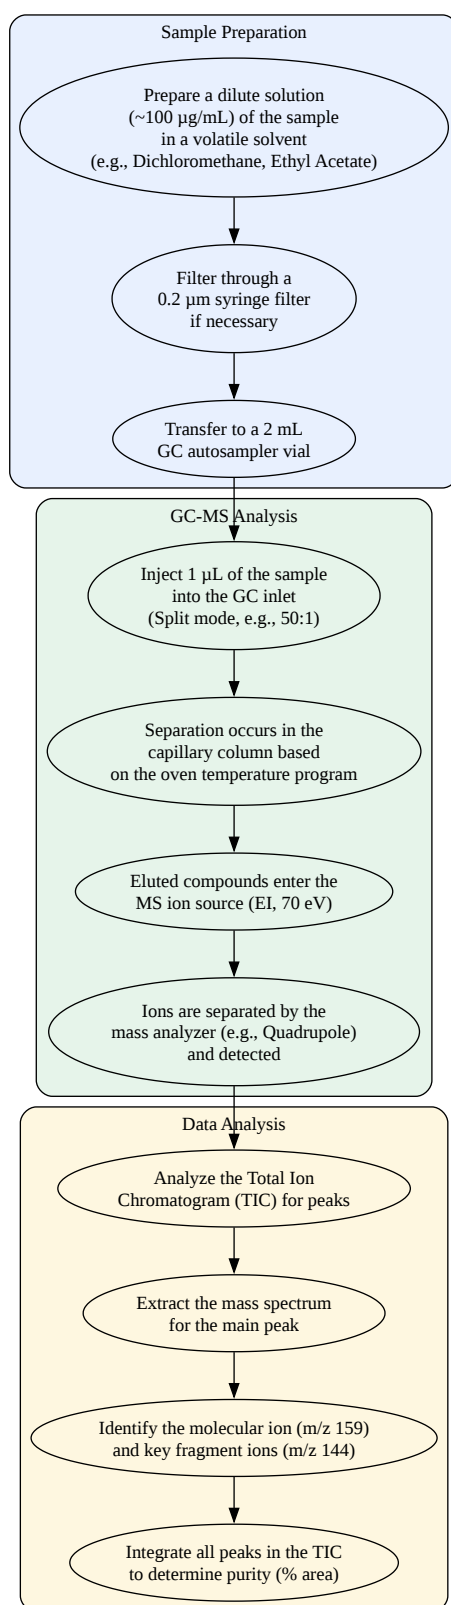 Sample Preparation
Prepare a dilute solution
(~100 µg/mL) of the sample
in a volatile solvent
(e.g., Dichloromethane, Ethyl Acetate)
Filter through a
0.2 µm syringe filter
if necessary
Transfer to a 2 mL
GC autosampler vial
GC-MS Analysis
Inject 1 µL of the sample
into the GC inlet
(Split mode, e.g., 50:1)
Separation occurs in the
capillary column based
on the oven temperature program
Eluted compounds enter the
MS ion source (EI, 70 eV)
Ions are separated by the
mass analyzer (e.g., Quadrupole)
and detected
Data Analysis
Analyze the Total Ion
Chromatogram (TIC) for peaks
Extract the mass spectrum
for the main peak
Identify the molecular ion (m/z 159)
and key fragment ions (m/z 144)
Integrate all peaks in the TIC
to determine purity (% area)